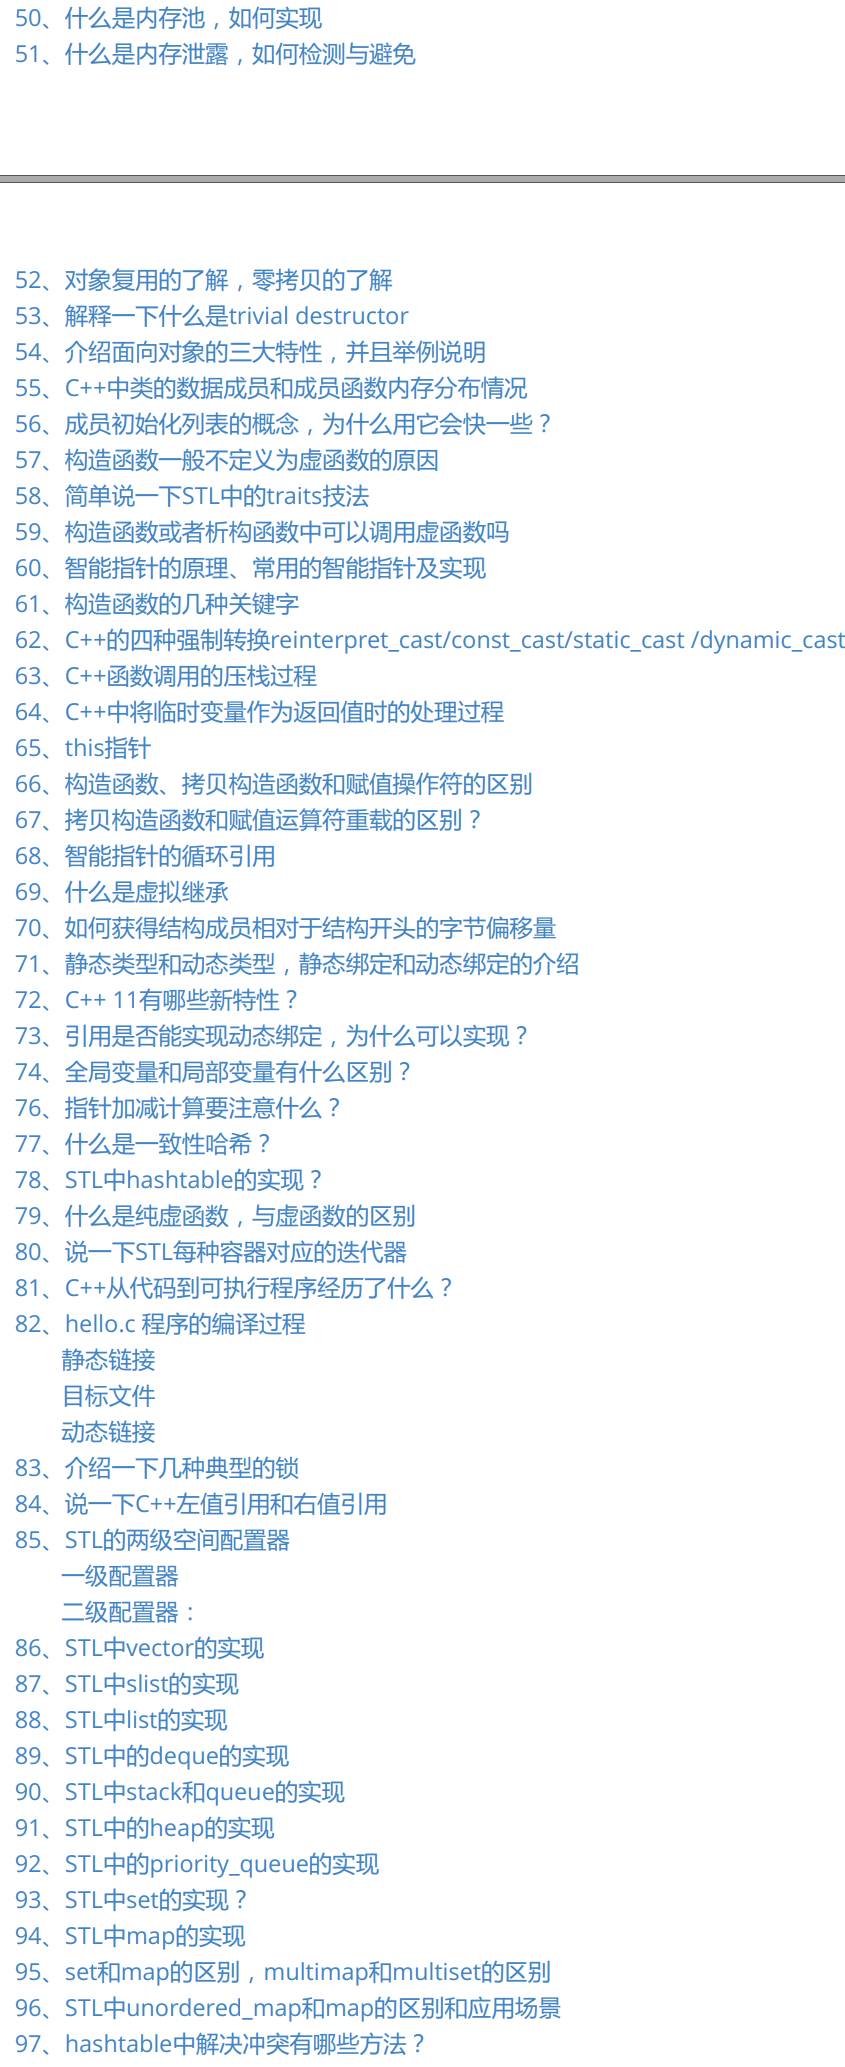 50、什么是内存池，如何实现
51、什么是内存泄露，如何检测与避免
52、对象复用的了解，零拷贝的了解
53、解释一下什么是trivial destructor
54、介绍面向对象的三大特性，并且举例说明
55、C++中类的数据成员和成员函数内存分布情况
56、成员初始化列表的概念，为什么用它会快一些？
57、构造函数一般不定义为虚函数的原因
58、简单说一下STL中的traits技法
59、构造函数或者析构函数中可以调用虚函数吗
60、智能指针的原理、常用的智能指针及实现
61、构造函数的几种关键字
62、C++的四种强制转换reinterpret_cast/const_cast/static_cast /dynamic_cast
63、C++函数调用的压栈过程
64、C++中将临时变量作为返回值时的处理过程
65、this指针
66、构造函数、拷贝构造函数和赋值操作符的区别
67、拷贝构造函数和赋值运算符重载的区别？
68、智能指针的循环引用
69、什么是虚拟继承
70、如何获得结构成员相对于结构开头的字节偏移量
71、静态类型和动态类型，静态绑定和动态绑定的介绍
72、C++ 11有哪些新特性？
73、引用是否能实现动态绑定，为什么可以实现？
74、全局变量和局部变量有什么区别？
76、指针加减计算要注意什么？
77、什么是一致性哈希？
78、STL中hashtable的实现？
79、什么是纯虚函数，与虚函数的区别
80、说一下STL每种容器对应的迭代器
81、C++从代码到可执行程序经历了什么？
82、hello.c 程序的编译过程
静态链接
目标文件
动态链接
83、介绍一下几种典型的锁
84、说一下C++左值引用和右值引用
85、STL的两级空间配置器
一级配置器
二级配置器：
86、STL中vector的实现
87、STL中slist的实现
88、STL中list的实现
89、STL中的deque的实现
90、STL中stack和queue的实现
91、STL中的heap的实现
92、STL中的priority_queue的实现
93、STL中set的实现？
94、STL中map的实现
95、set和map的区别，multimap和multiset的区别
96、STL中unordered_map和map的区别和应用场景
97、hashtable中解决冲突有哪些方法？